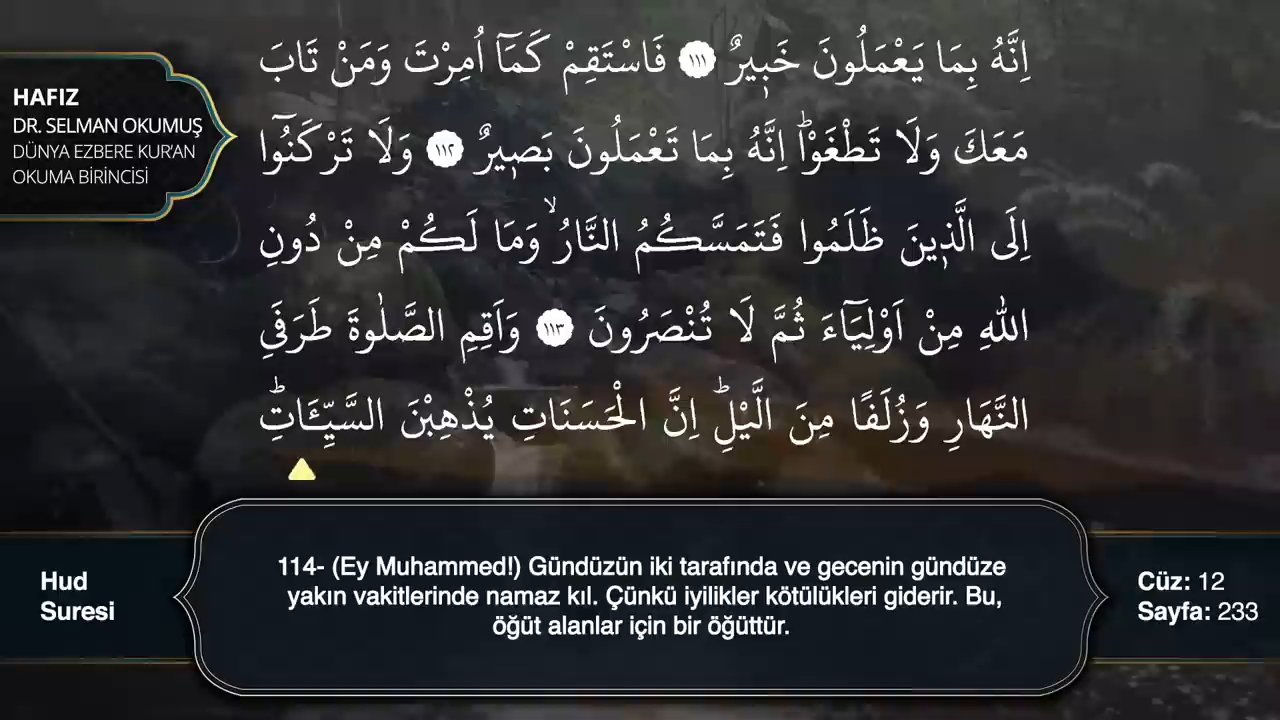 HAFIZ
DR. SELMAN OKUMUŞ
DÜNYA EZBERE KUR'AN
OKUMA BİRİNCİSİ
اِنَّهُ بِمَا يَعْمَلُونَ خَبٖيرٌ ﴿١١١﴾ فَاسْتَقِمْ كَمَٓا اُمِرْتَ وَمَنْ تَابَ
مَعَكَ وَلَا تَطْغَوْاؕ اِنَّهُ بِمَا تَعْمَلُونَ بَصٖيرٌ ﴿١١٢﴾ وَلَا تَرْكَنُٓوا
اِلَى الَّذٖينَ ظَلَمُوا فَتَمَسَّكُمُ النَّارُۙ وَمَا لَكُمْ مِنْ دُونِ
اللّٰهِ مِنْ اَوْلِيَٓاءَ ثُمَّ لَا تُنْصَرُونَ ﴿١١٣﴾ وَاَقِمِ الصَّلٰوةَ طَرَفَيِ
النَّهَارِ وَزُلَفًا مِنَ الَّيْلِؕ اِنَّ الْحَسَنَاتِ يُذْهِبْنَ السَّيِّـَٔاتِؕ
114- (Ey Muhammed!) Gündüzün iki tarafında ve gecenin gündüze
yakın vakitlerinde namaz kıl. Çünkü iyilikler kötülükleri giderir. Bu,
öğüt alanlar için bir öğüttür.
Hud
Suresi
Cüz: 12
Sayfa: 233